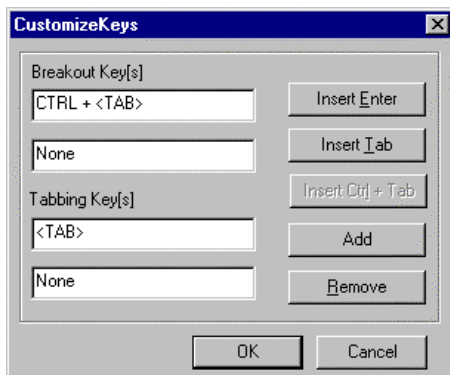 CustomizeKeys
Breakout Key[s]
CTRL + <TAB>
Insert Enter
None
Insert Tab
Insert Ctrl + Tab
Tabbing Key[s]
<TAB>
Add
None
Remove
OK
Cancel